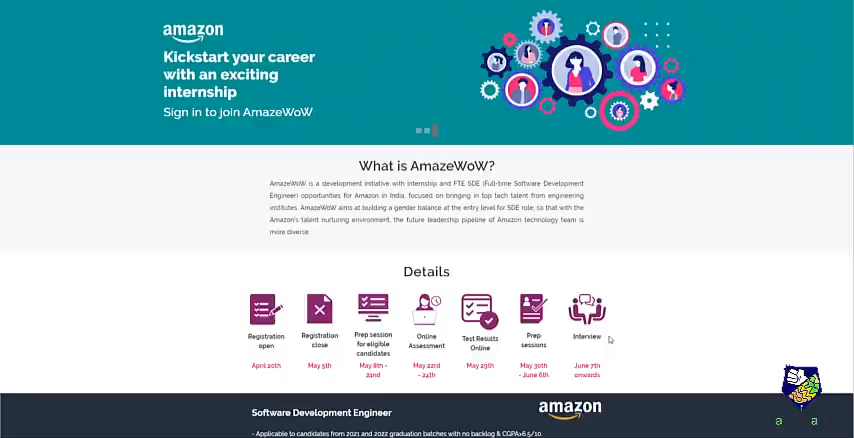 amazon
Kickstart your career
with an exciting
internship
Sign in to join AmazeWoW
What is AmazeWoW?
AmazeWoW is a development initiative with internship and FTE SDE (Full-time Software Development
Engineer) opportunities for Amazon in India, focused on bringing in top tech talent from engineering
institutes. AmazeWoW aims at building a gender balance at the entry level for SDE role, so that with the
Amazon's talent nurturing environment, the future leadership pipeline of Amazon technology team is
more diverse.
Details
Registration
open
April 20th
Registration
close
May 5th
Prep session
for eligible
candidates
May 8th -
21nd
Online
Assessment
May 22rd
- 24th
Test Results
Online
May 29th
Prep
sessions
May 30th
- June 6th
Interview
June 7th
onwards
Software Development Engineer
amazon
- Applicable to candidates from 2021 and 2022 graduation batches with no backlog & CGPA>6.5/10.
a a